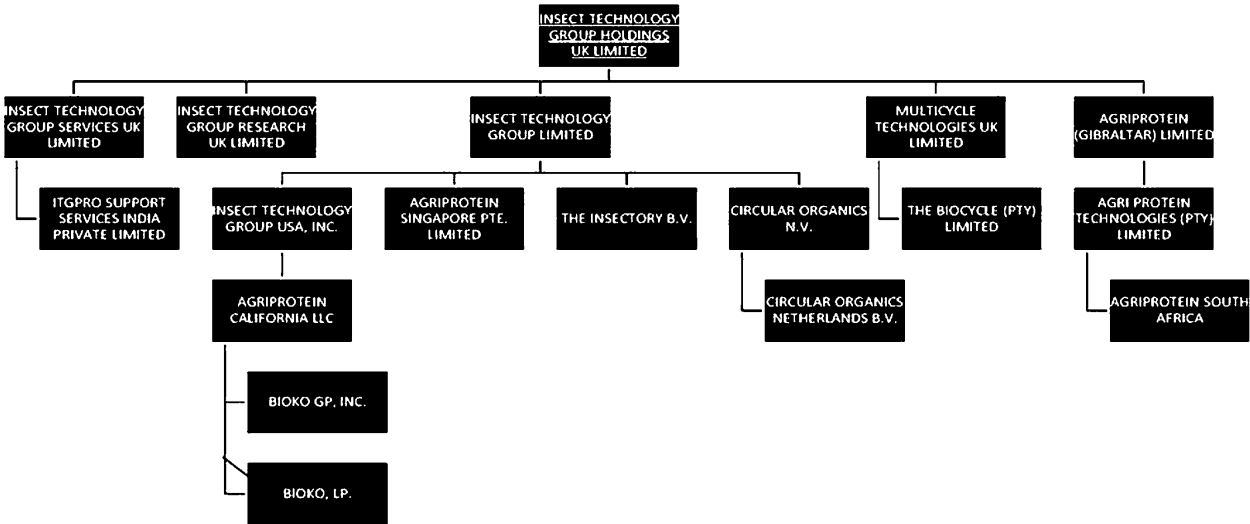 INSECT TECHNOLOGY
GROUP HOLDINGS
UK LIMITED
INSECT TECHNOLOGY
GROUP SERVICES UK
LIMITED
INSECT TECHNOLOGY
GROUP RESEARCH
UK LIMITED
INSECT TECHNOLOGY
GROUP LIMITED
MULTICYCLE
TECHNOLOGIES UK
LIMITED
AGRIPROTEIN
(GIBRALTAR) LIMITED
ITGPRO SUPPORT
SERVICES INDIA
PRIVATE LIMITED
INSECT TECHNOLOGY
GROUP USA, INC.
AGRIPROTEIN
SINGAPORE PTE.
LIMITED
THE INSECTORY B.V.
CIRCULAR ORGANICS
N.V.
THE BIOCYCLE (PTY)
LIMITED
AGRI PROTEIN
TECHNOLOGIES (PTY)
LIMITED
AGRIPROTEIN
CALIFORNIA LLC
CIRCULAR ORGANICS
NETHERLANDS B.V.
AGRIPROTEIN SOUTH
AFRICA
BIOKO GP, INC.
BIOKO, LP.